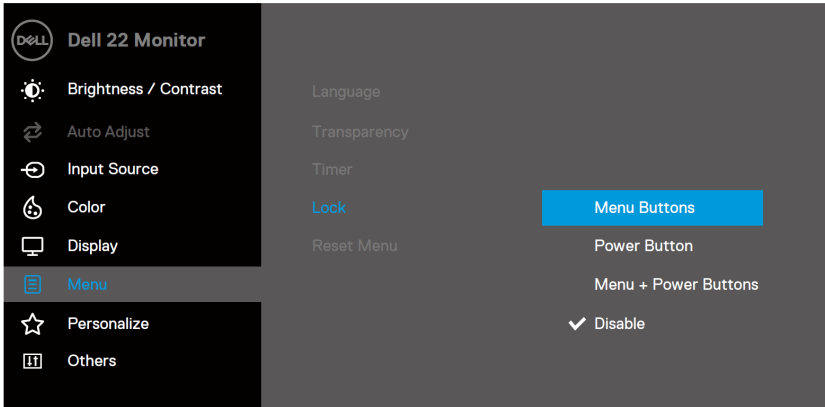 DELL
Dell 22 Monitor
Brightness / Contrast
Auto Adjust
Input Source
Color
Display
Menu
Personalize
Others
Language
Transparency
Timer
Lock
Reset Menu
Menu Buttons
Power Button
Menu + Power Buttons
Disable